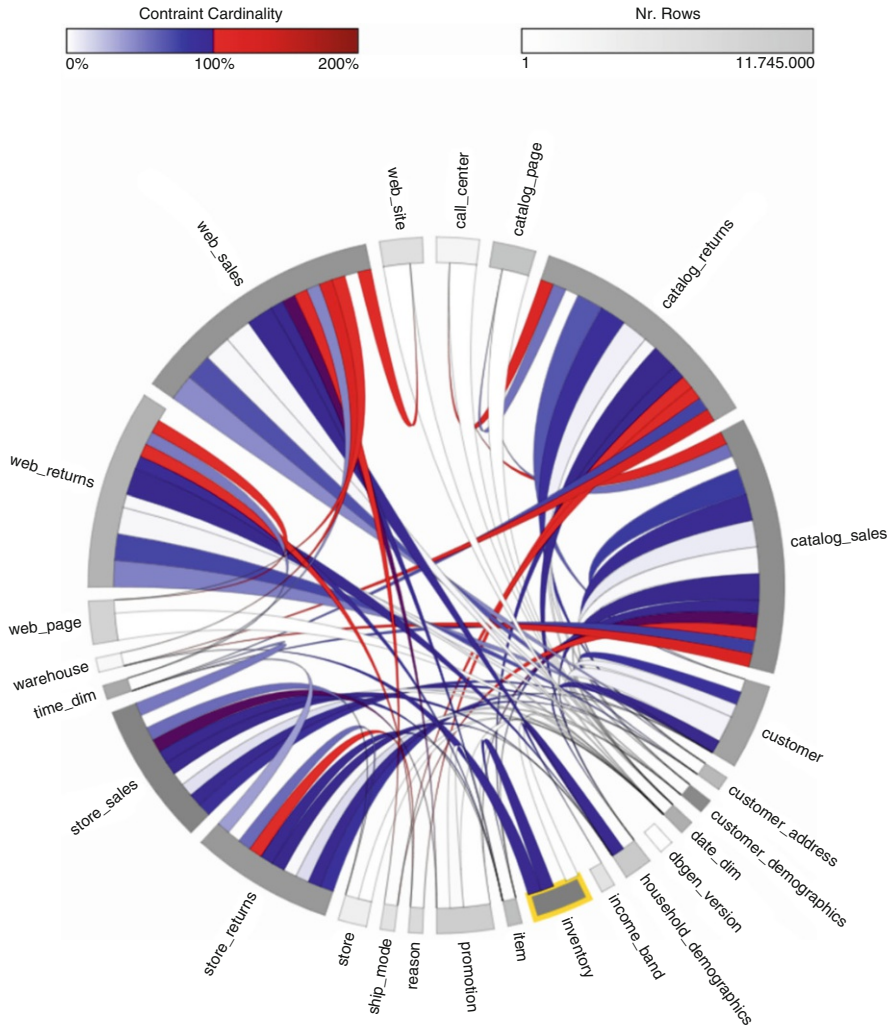 Contraint Cardinality
0%
100%
200%
Nr. Rows
1
11.745.000
web_site
call_center
catalog_page
catalog_returns
catalog_sales
customer
customer_address
customer_demographics
date_dim
dbgen_version
household_demographics
income_band
inventory
item
promotion
reason
ship_mode
store
store_returns
store_sales
time_dim
warehouse
web_page
web_returns
web_sales